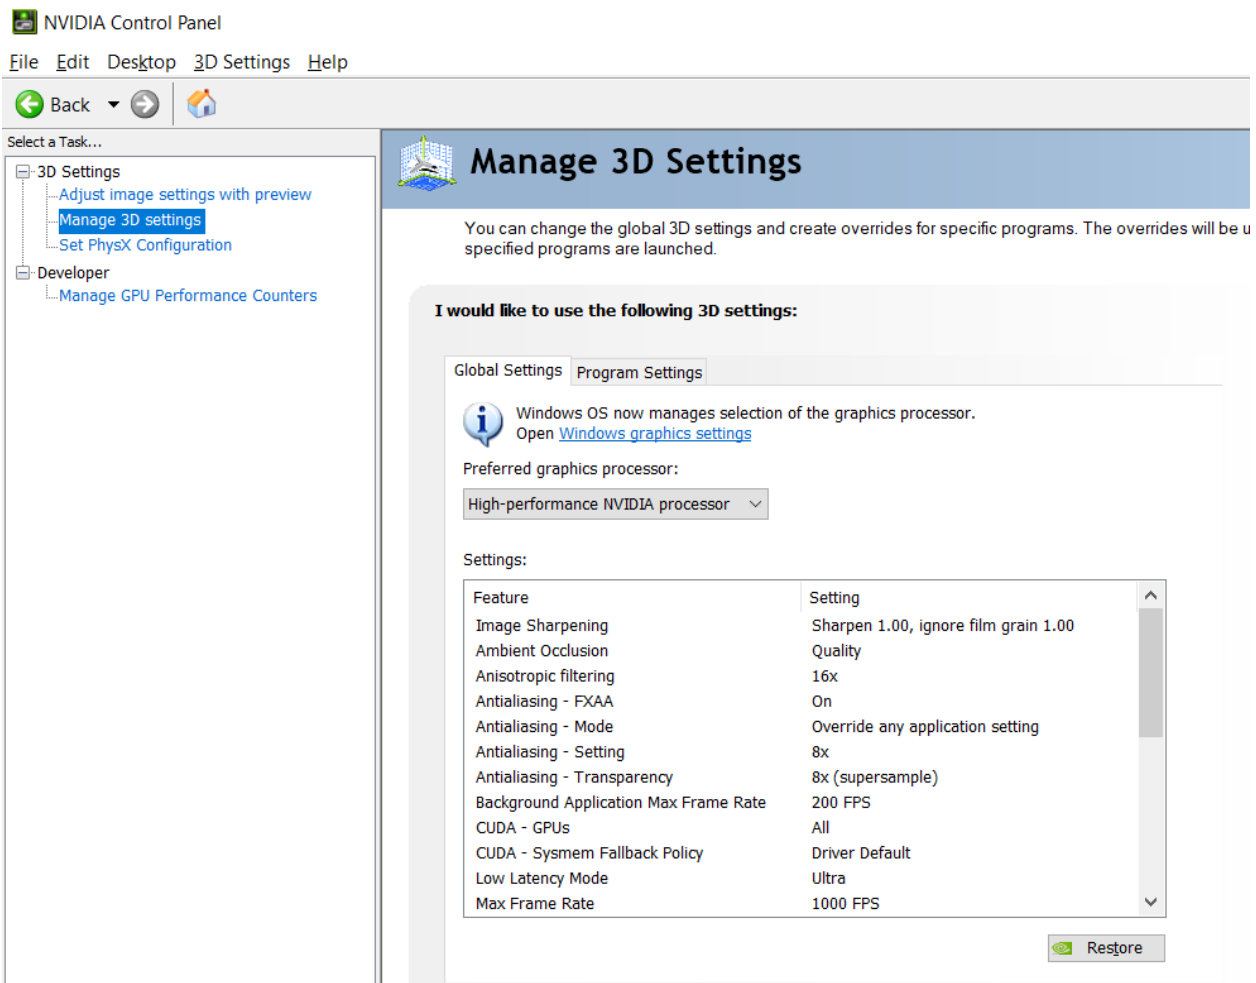 NVIDIA Control Panel
File Edit Desktop 3D Settings Help
Back
Select a Task...
3D Settings
Adjust image settings with preview
Manage 3D settings
Set PhysX Configuration
Developer
Manage GPU Performance Counters
Manage 3D Settings
You can change the global 3D settings and create overrides for specific programs. The overrides will be u
specified programs are launched.
I would like to use the following 3D settings:
Global Settings Program Settings
Windows OS now manages selection of the graphics processor.
Open Windows graphics settings
Preferred graphics processor:
High-performance NVIDIA processor
Settings:
Feature Setting
Image Sharpening Sharpen 1.00, ignore film grain 1.00
Ambient Occlusion Quality
Anisotropic filtering 16x
Antialiasing - FXAA On
Antialiasing - Mode Override any application setting
Antialiasing - Setting 8x
Antialiasing - Transparency 8x (supersample)
Background Application Max Frame Rate 200 FPS
CUDA - GPUs All
CUDA - Sysmem Fallback Policy Driver Default
Low Latency Mode Ultra
Max Frame Rate 1000 FPS
Restore